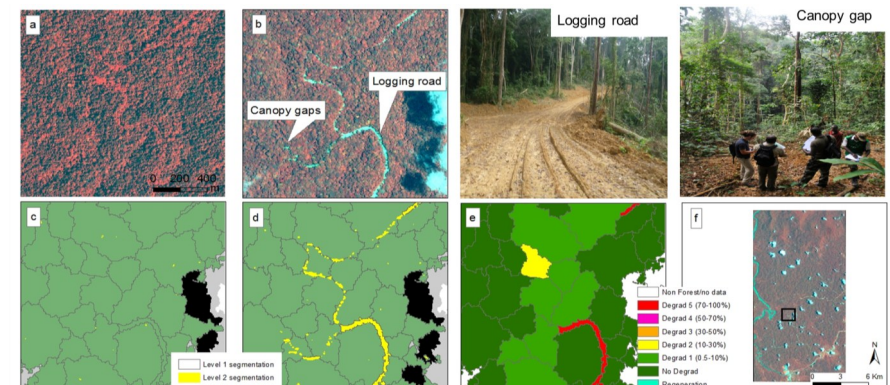 a
0 200 400
m
b
Canopy gaps
Logging road
Logging road
Canopy gap
c
d
Level 1 segmentation
Level 2 segmentation
e
Non Forest/no data
Degrad 5 (70-100%)
Degrad 4 (50-70%)
Degrad 3 (30-50%)
Degrad 2 (10-30%)
Degrad 1 (0.5-10%)
No Degrad
Regeneration
f
N
0 3 6 Km